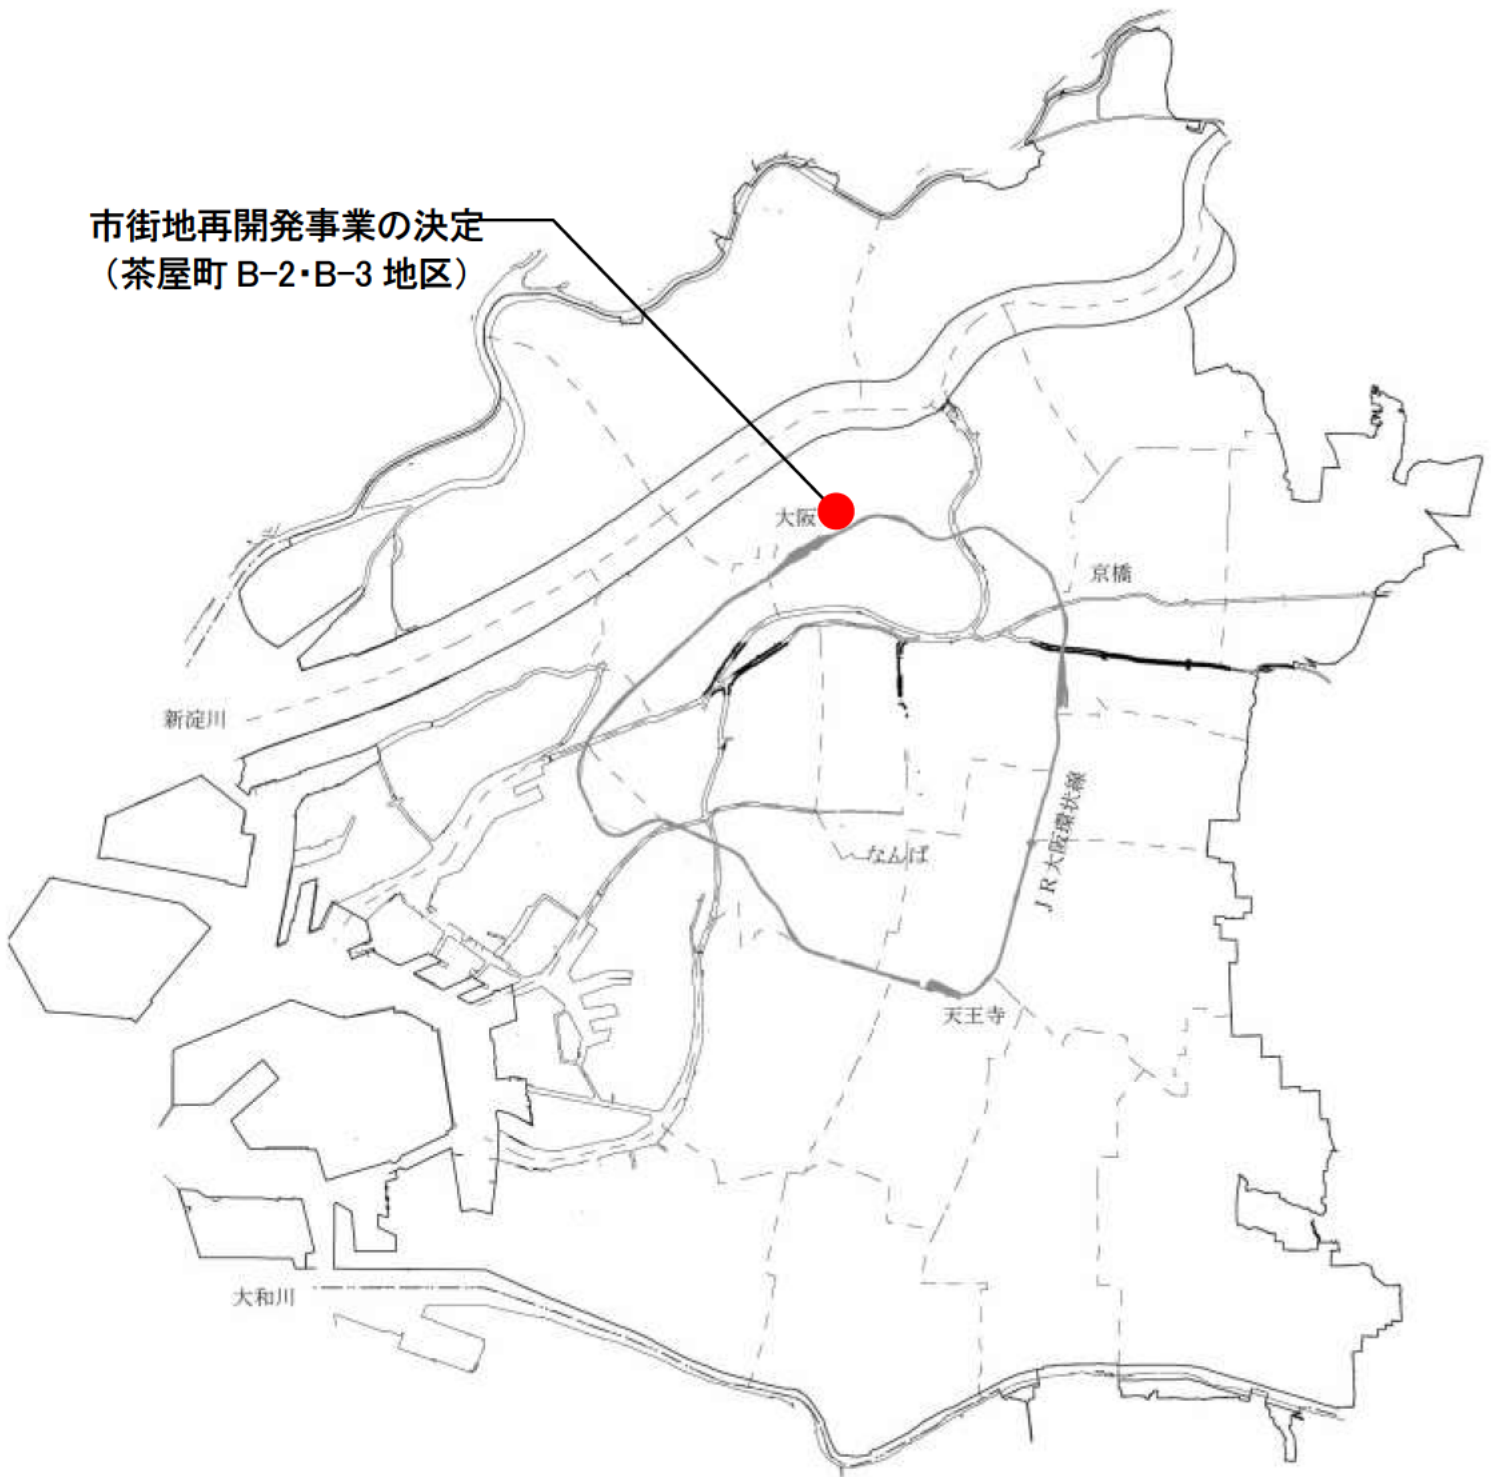 市街地再開発事業の決定
（茶屋町 B-2・B-3 地区）
大阪
京橋
新淀川
JR大阪環状線
なんば
天王寺
大和川